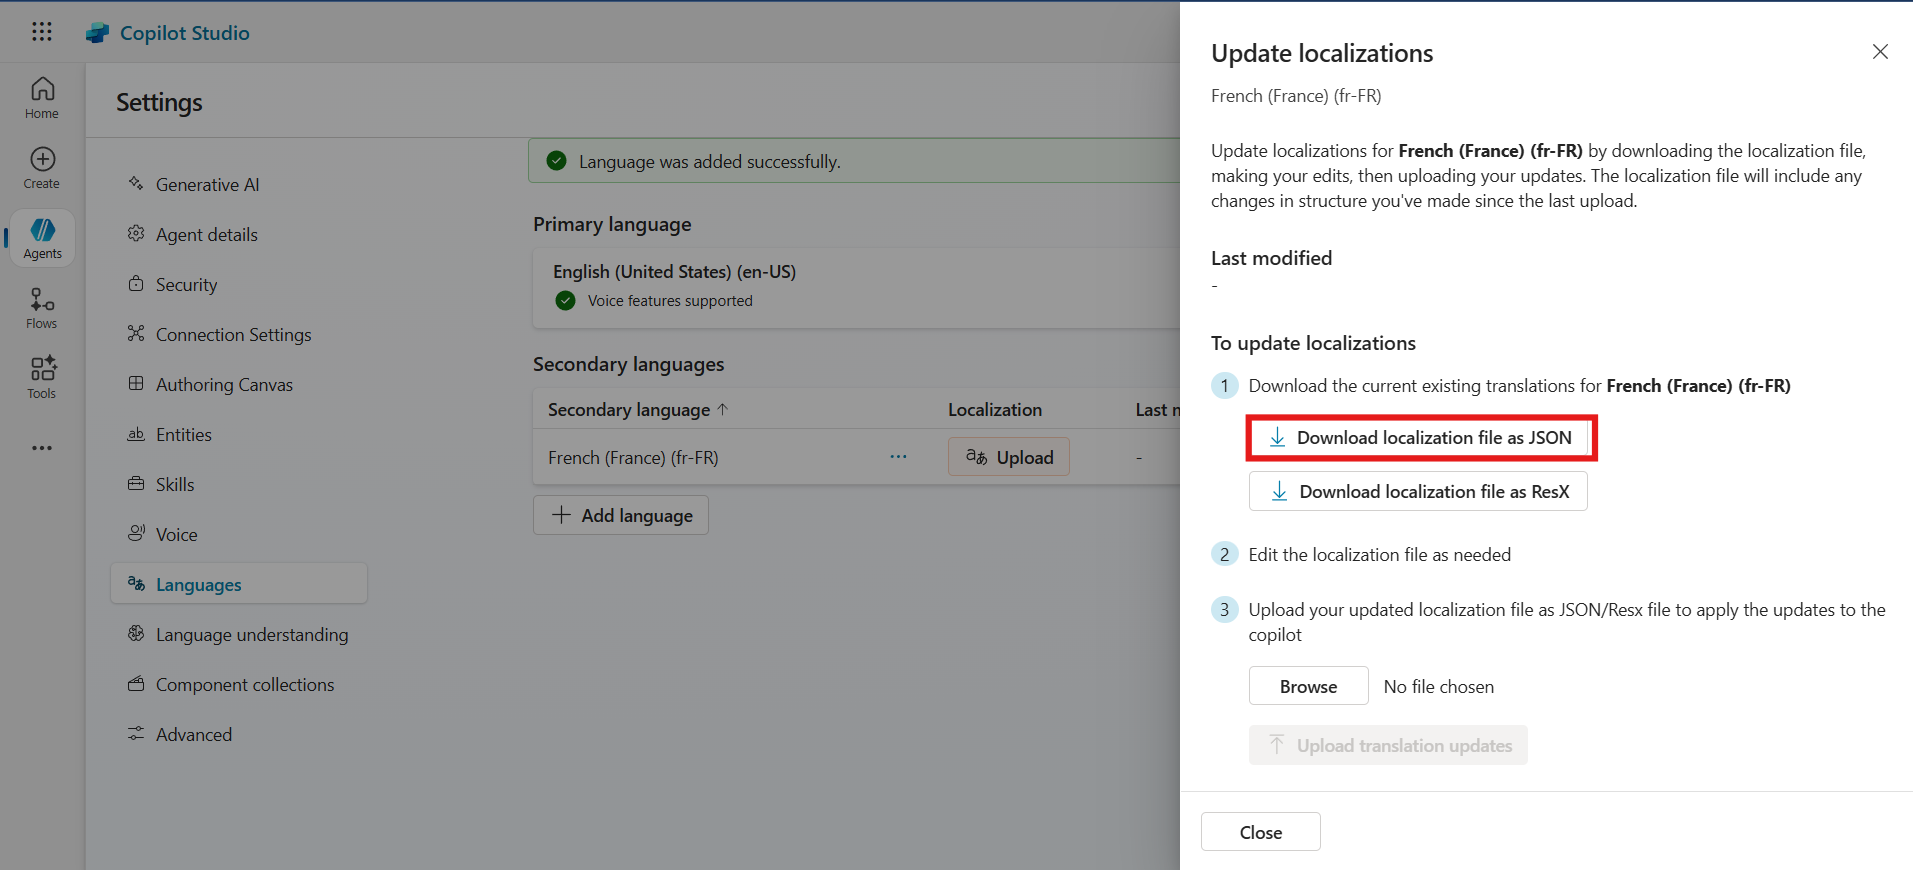 Copilot Studio
Home
Create
Agents
Flows
Tools
Settings
Generative AI
Agent details
Security
Connection Settings
Authoring Canvas
Entities
Skills
Voice
Languages
Language understanding
Component collections
Advanced
Language was added successfully.
Primary language
English (United States) (en-US)
Voice features supported
Secondary languages
Secondary language ↑ Localization Last
French (France) (fr-FR) ... Upload -
Add language
Update localizations
French (France) (fr-FR)
Update localizations for French (France) (fr-FR) by downloading the localization file,
making your edits, then uploading your updates. The localization file will include any
changes in structure you've made since the last upload.
Last modified
-
To update localizations
1 Download the current existing translations for French (France) (fr-FR)
Download localization file as JSON
Download localization file as ResX
2 Edit the localization file as needed
3 Upload your updated localization file as JSON/Resx file to apply the updates to the
copilot
Browse No file chosen
Upload translation updates
Close